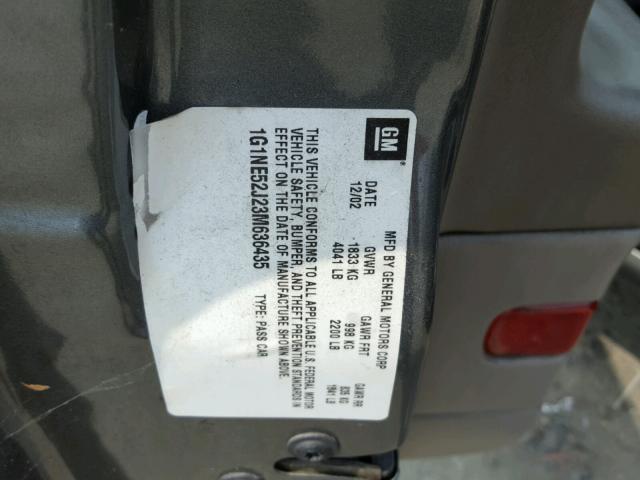 GM
MFD BY GENERAL MOTORS CORP
DATE GVWR GAWR FRT GAWR RR
12/02 1833 KG 998 KG 835 KG
4041 LB 2200 LB 1841 LB
THIS VEHICLE CONFORMS TO ALL APPLICABLE U.S. FEDERAL MOTOR
VEHICLE SAFETY, BUMPER, AND THEFT PREVENTION STANDARDS IN
EFFECT ON THE DATE OF MANUFACTURE SHOWN ABOVE.
1G1NE52J23M636435 TYPE: PASS CAR